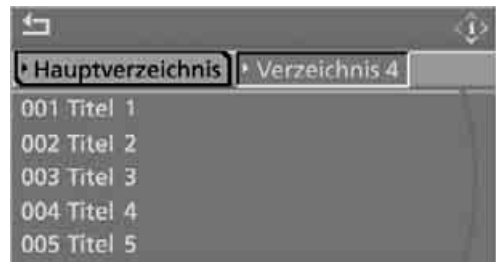 Hauptverzeichnis Verzeichnis 4
001 Titel 1
002 Titel 2
003 Titel 3
004 Titel 4
005 Titel 5